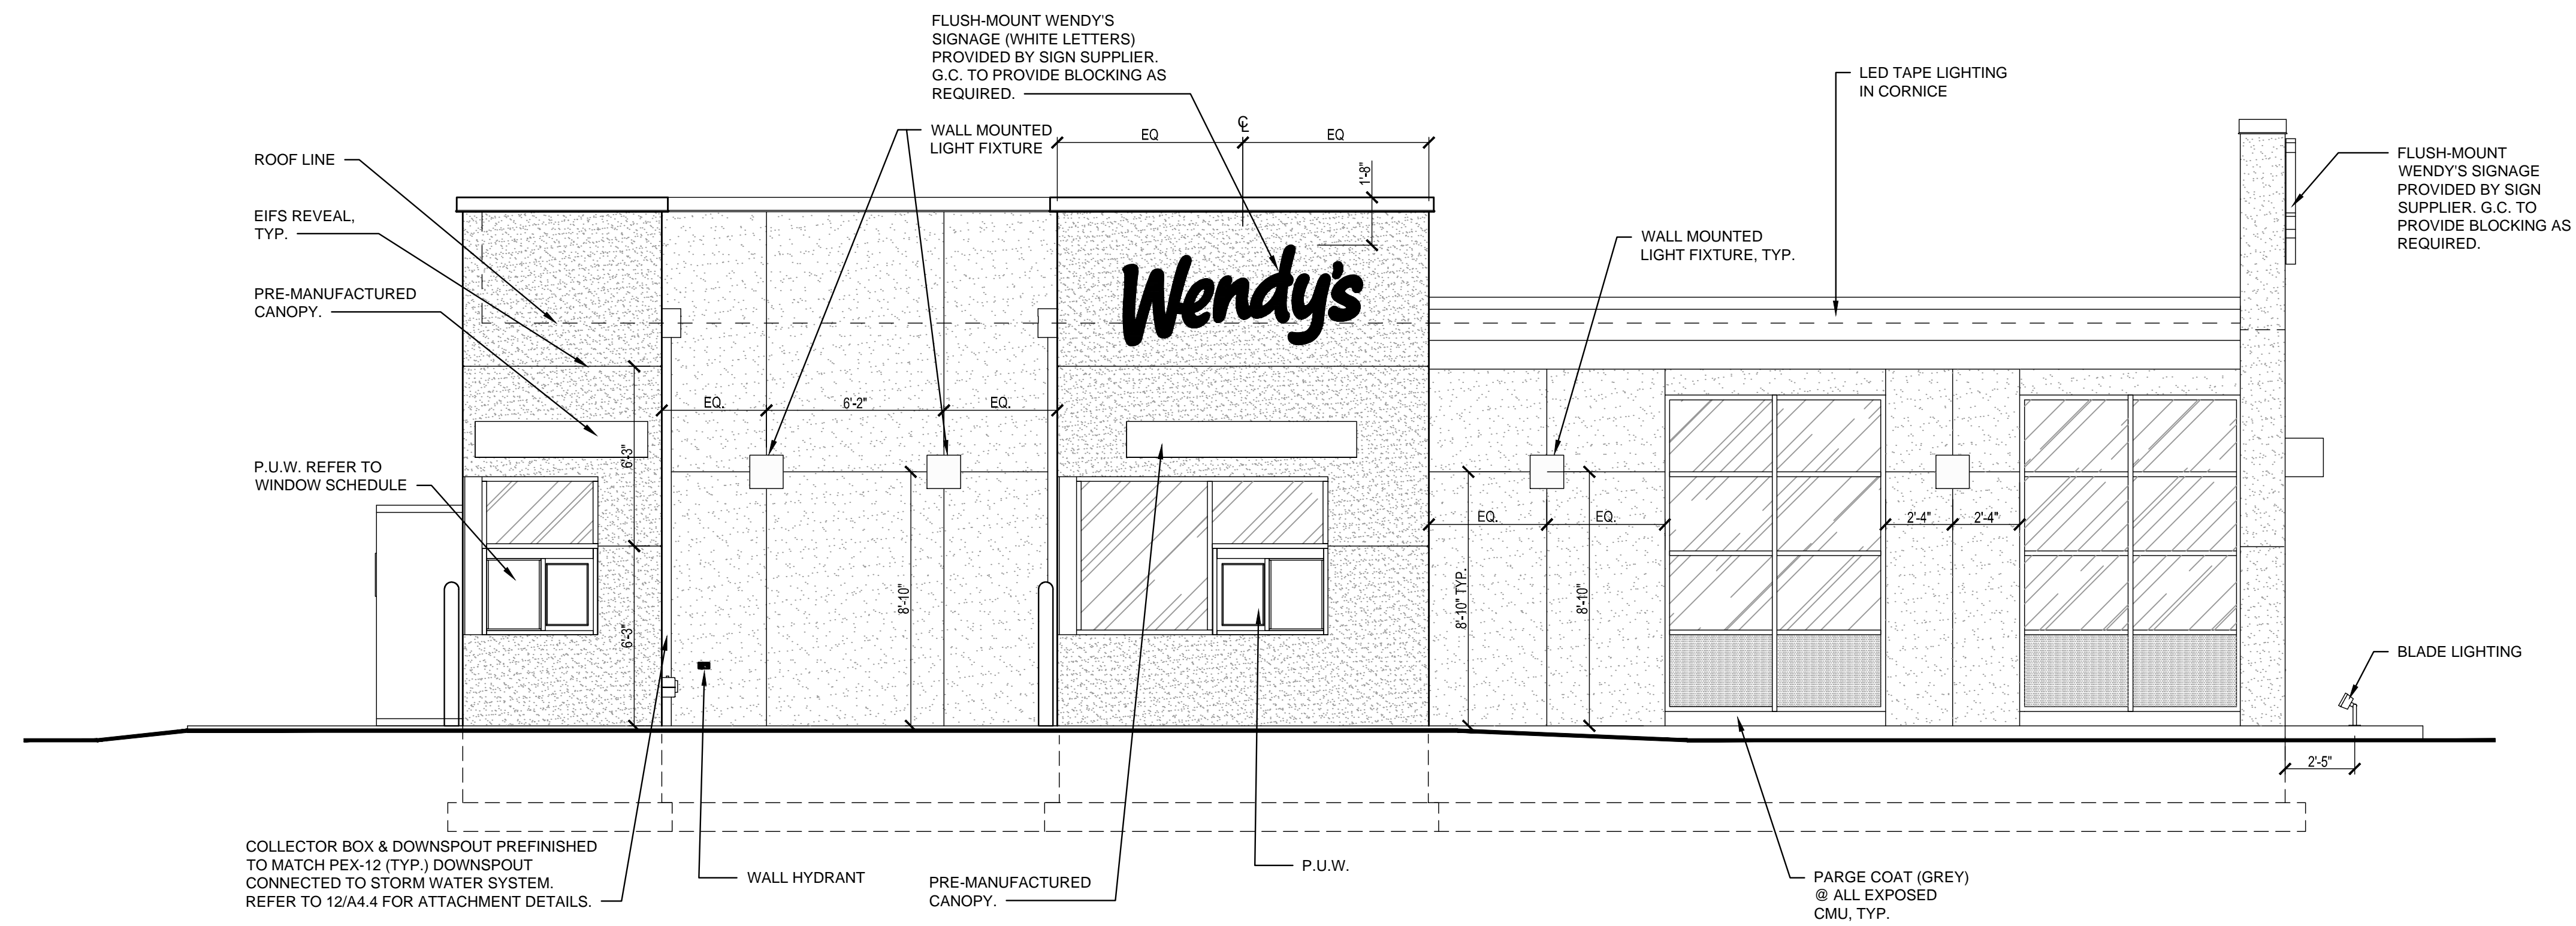 FLUSH-MOUNT WENDY'S
SIGNAGE (WHITE LETTERS)
PROVIDED BY SIGN SUPPLIER.
G.C. TO PROVIDE BLOCKING AS
REQUIRED.
LED TAPE LIGHTING
IN CORNICE
WALL MOUNTED
LIGHT FIXTURE
EQ
℄
EQ
1'-8"
ROOF LINE
FLUSH-MOUNT
WENDY'S SIGNAGE
PROVIDED BY SIGN
SUPPLIER. G.C. TO
PROVIDE BLOCKING AS
REQUIRED.
EIFS REVEAL,
TYP.
WALL MOUNTED
LIGHT FIXTURE, TYP.
Wendy's
PRE-MANUFACTURED
CANOPY.
EQ.
6'-2"
EQ.
6'-3"
P.U.W. REFER TO
WINDOW SCHEDULE
EQ.
EQ.
2'-4"
2'-4"
8'-10"
8'-10" TYP.
8'-10"
6'-3"
BLADE LIGHTING
2'-5"
COLLECTOR BOX & DOWNSPOUT PREFINISHED
TO MATCH PEX-12 (TYP.) DOWNSPOUT
CONNECTED TO STORM WATER SYSTEM.
REFER TO 12/A4.4 FOR ATTACHMENT DETAILS.
WALL HYDRANT
PRE-MANUFACTURED
CANOPY.
P.U.W.
PARGE COAT (GREY)
@ ALL EXPOSED
CMU, TYP.